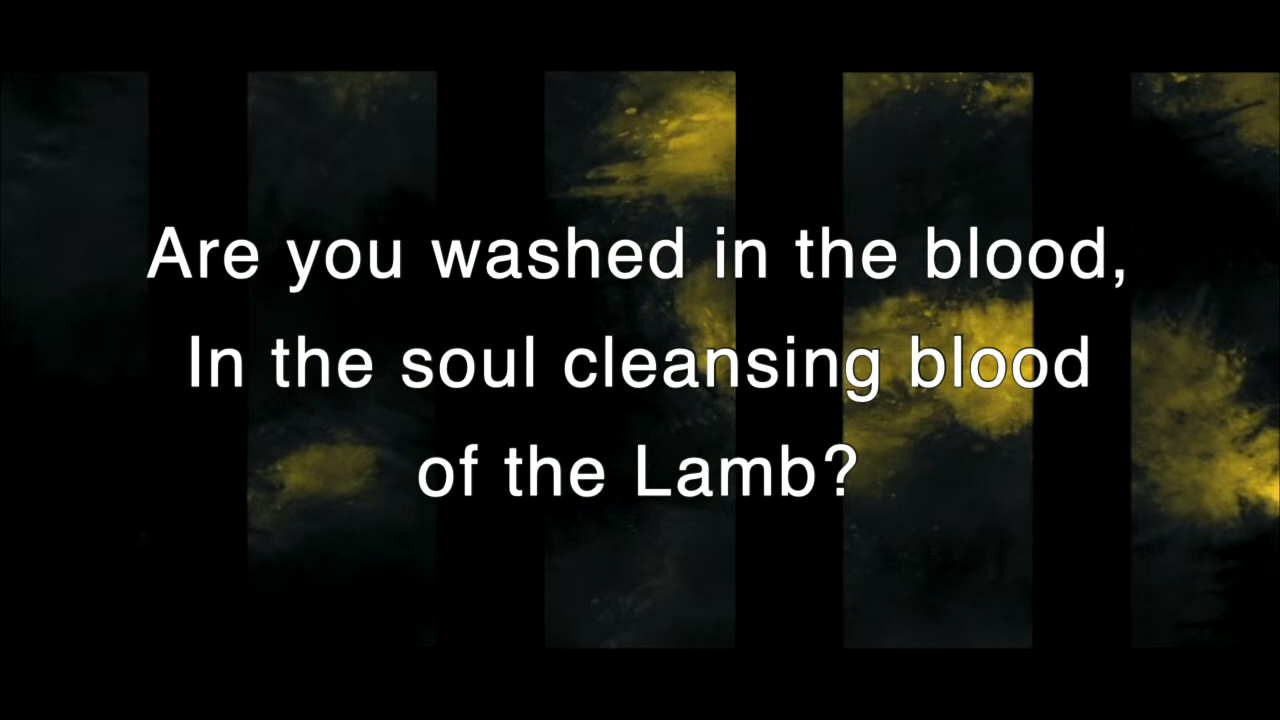 Are you washed in the blood,
In the soul cleansing blood
of the Lamb?